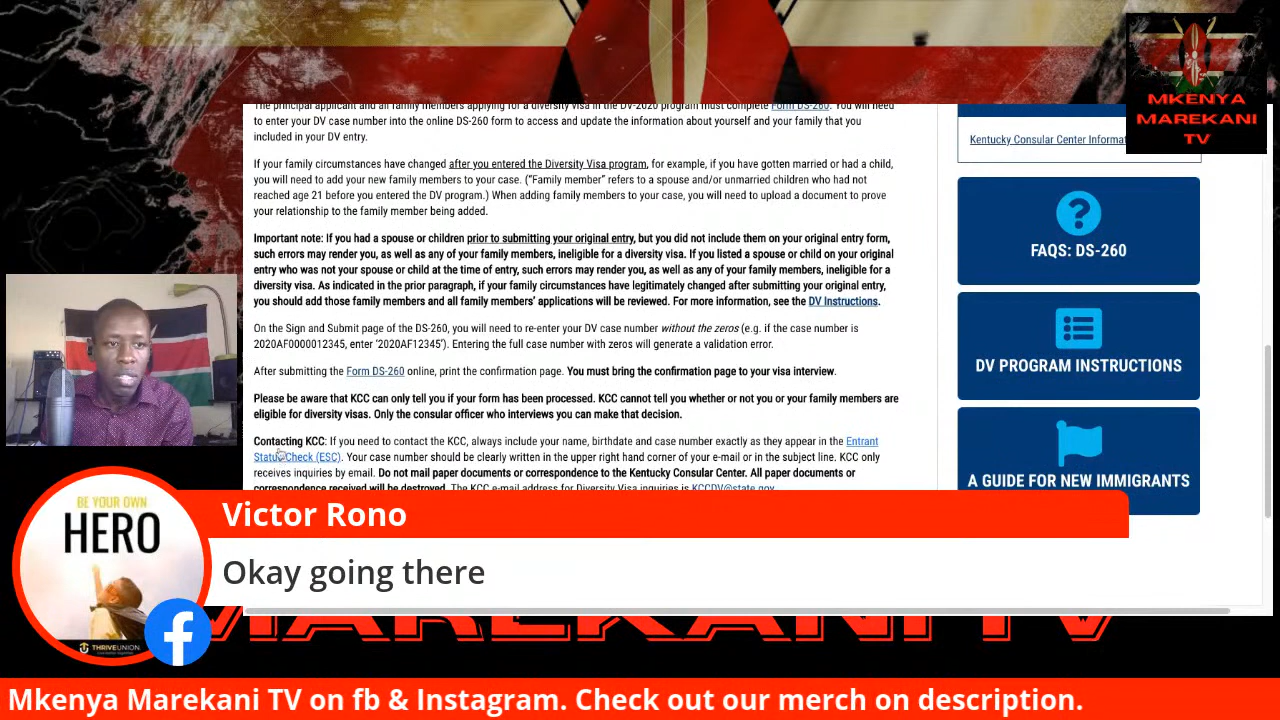 MKENYA
MAREKANI
TV
The principal applicant and all family members applying for a diversity visa in the DV-2020 program must complete Form DS-260. You will need
to enter your DV case number into the online DS-260 form to access and update the information about yourself and your family that you
included in your DV entry.
If your family circumstances have changed after you entered the Diversity Visa program, for example, if you have gotten married or had a child,
you will need to add your new family members to your case. ("Family member" refers to a spouse and/or unmarried children who had not
reached age 21 before you entered the DV program.) When adding family members to your case, you will need to upload a document to prove
your relationship to the family member being added.
Important note: If you had a spouse or children prior to submitting your original entry, but you did not include them on your original entry form,
such errors may render you, as well as any of your family members, ineligible for a diversity visa. If you listed a spouse or child on your original
entry who was not your spouse or child at the time of entry, such errors may render you, as well as any of your family members, ineligible for a
diversity visa. As indicated in the prior paragraph, if your family circumstances have legitimately changed after submitting your original entry,
you should add those family members and all family members' applications will be reviewed. For more information, see the DV Instructions.
On the Sign and Submit page of the DS-260, you will need to re-enter your DV case number without the zeros (e.g. if the case number is
2020AF0000012345, enter '2020AF12345'). Entering the full case number with zeros will generate a validation error.
After submitting the Form DS-260 online, print the confirmation page. You must bring the confirmation page to your visa interview.
Please be aware that KCC can only tell you if your form has been processed. KCC cannot tell you whether or not you or your family members are
eligible for diversity visas. Only the consular officer who interviews you can make that decision.
Contacting KCC: If you need to contact the KCC, always include your name, birthdate and case number exactly as they appear in the Entrant
Status Check (ESC). Your case number should be clearly written in the upper right hand corner of your e-mail or in the subject line. KCC only
receives inquiries by email. Do not mail paper documents or correspondence to the Kentucky Consular Center. All paper documents or
correspondence received will be destroyed. The KCC e-mail address for Diversity Visa inquiries is KCCDV@state.gov.
Kentucky Consular Center
FAQS: DS-260
DV PROGRAM INSTRUCTIONS
A GUIDE FOR NEW IMMIGRANTS
BE YOUR OWN
HERO
THRIVEUNION
Victor Rono
Okay going there
MAREKANI TV
Mkenya Marekani TV on fb & Instagram. Check out our merch on description.